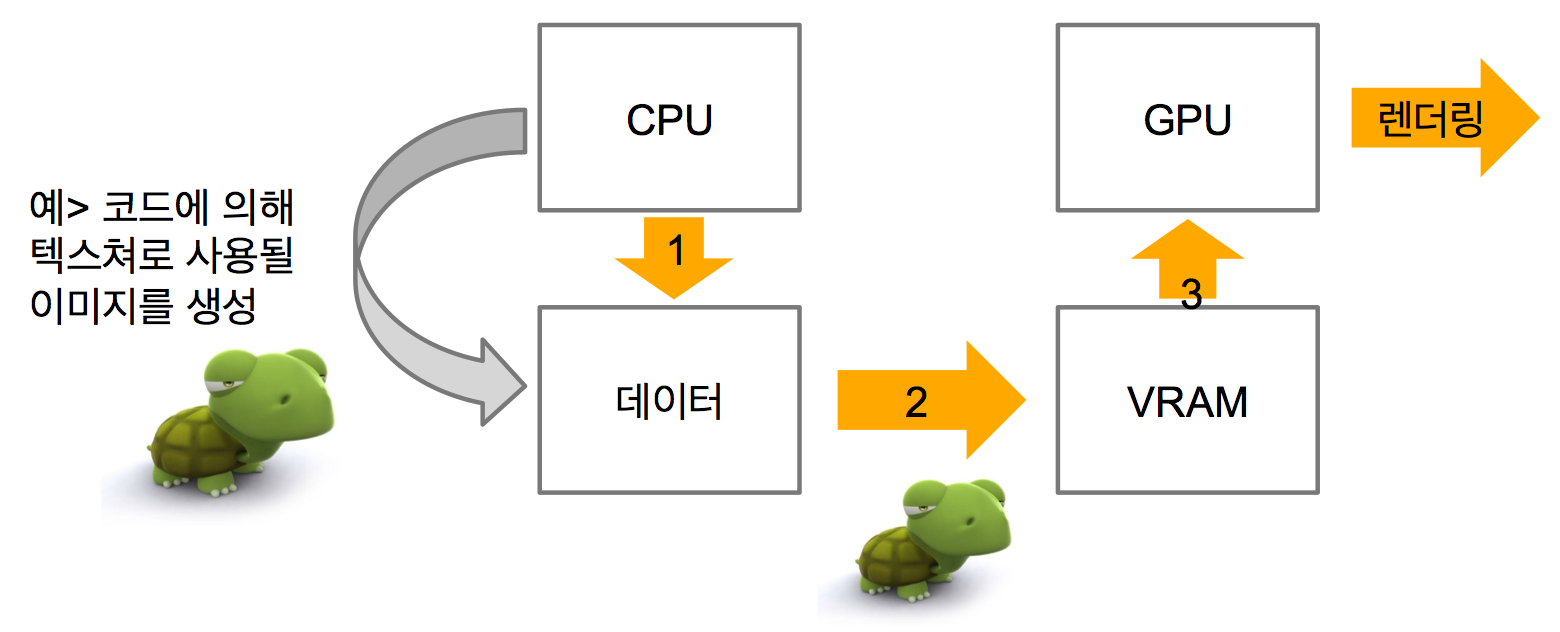 CPU
GPU
렌더링
예> 코드에 의해
텍스쳐로 사용될
이미지를 생성
1
3
데이터
2
VRAM